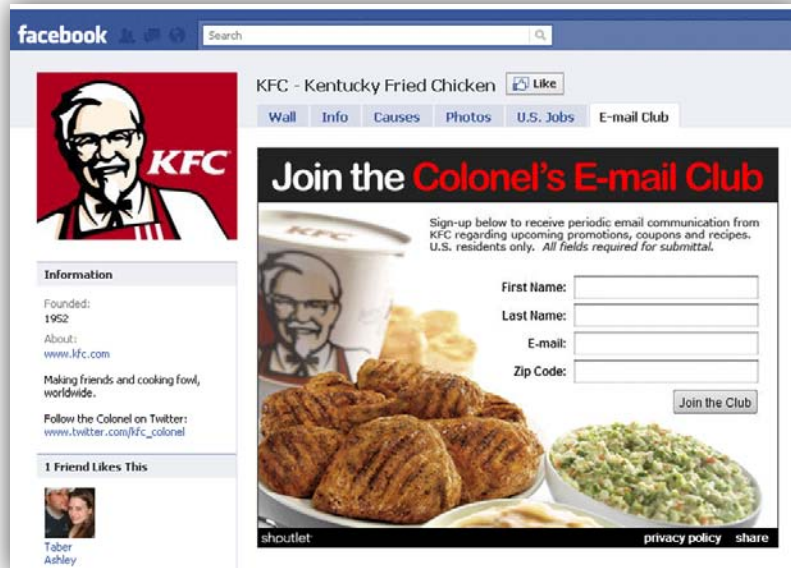 facebook
Search
KFC - Kentucky Fried Chicken
Like
Wall Info Causes Photos U.S. Jobs E-mail Club
KFC
Join the Colonel's E-mail Club
Sign-up below to receive periodic email communication from
KFC regarding upcoming promotions, coupons and recipes.
U.S. residents only. All fields required for submittal.
KFC
First Name:
Last Name:
E-mail:
Zip Code:
Join the Club
Information
Founded:
1952
About:
www.kfc.com
Making friends and cooking fowl,
worldwide.
Follow the Colonel on Twitter:
www.twitter.com/kfc_colonel
1 Friend Likes This
Taber
Ashley
shoutlet
privacy policy share